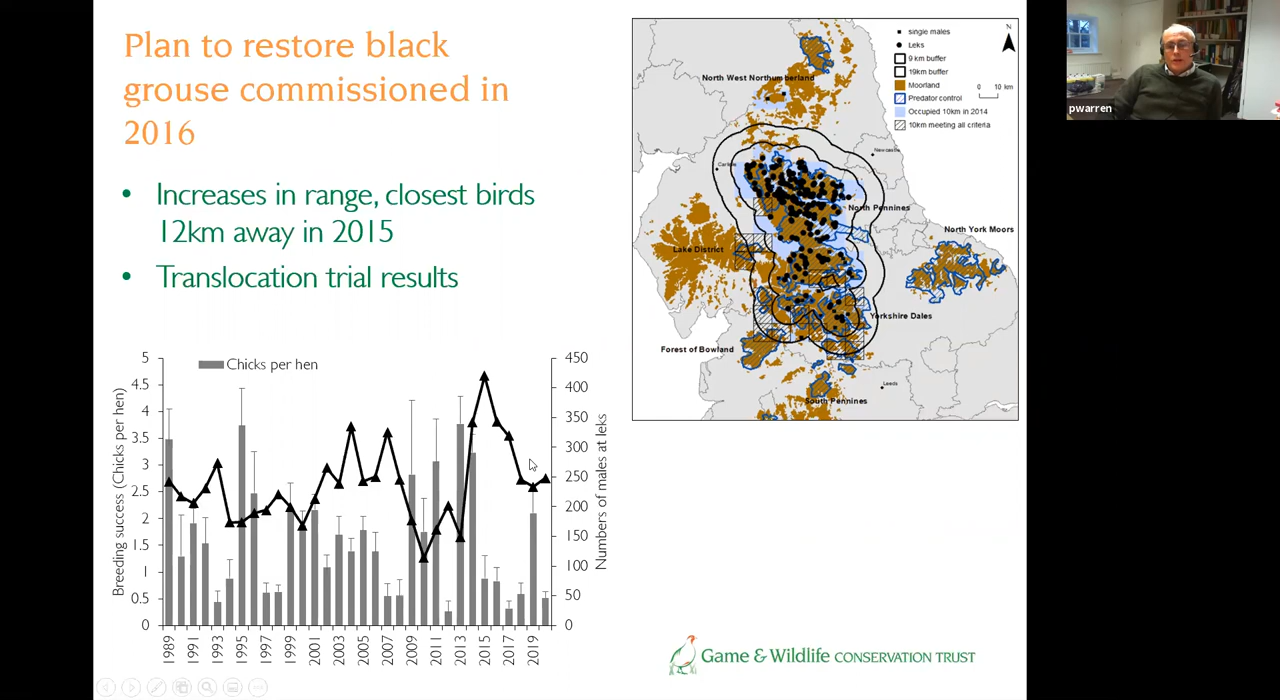 Plan to restore black
grouse commissioned in
2016
• Increases in range, closest birds
12km away in 2015
• Translocation trial results
Chicks per hen
Breeding success (Chicks per hen)
5
4.5
4
3.5
3
2.5
2
1.5
1
0.5
0
450
400
350
300
250
200
150
100
50
0
Numbers of males at leks
1989
1991
1993
1995
1997
1999
2001
2003
2005
2007
2009
2011
2013
2015
2017
2019
single males
Leks
9 km buffer
19km buffer
Moorland
Predator control
Occupied 10km in 2014
10km meeting all criteria
N
0 10 km
North West Northumberland
Newcastle
Carlisle
North Pennines
North York Moors
Lake District
Yorkshire Dales
Forest of Bowland
Leeds
South Pennines
Game & Wildlife CONSERVATION TRUST
pwarren